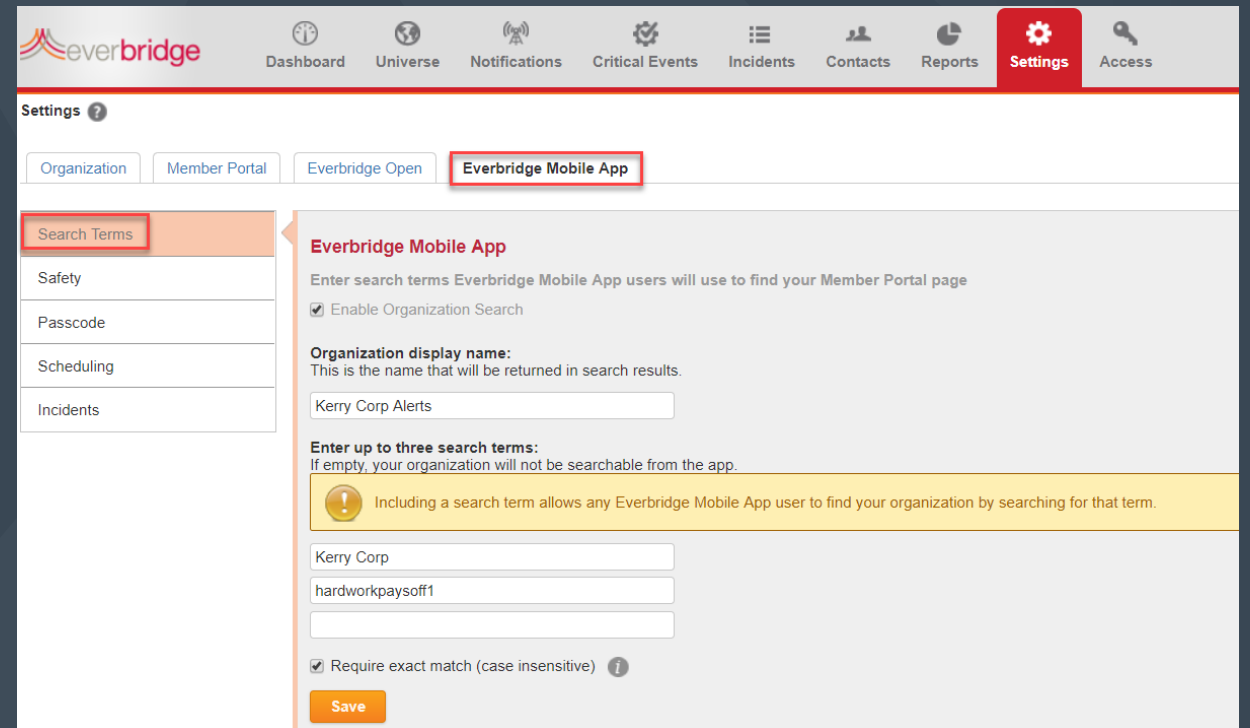 everbridge
Dashboard Universe Notifications Critical Events Incidents Contacts Reports Settings Access
Settings ?
Organization Member Portal Everbridge Open Everbridge Mobile App
Search Terms
Safety
Passcode
Scheduling
Incidents
Everbridge Mobile App
Enter search terms Everbridge Mobile App users will use to find your Member Portal page
Enable Organization Search
Organization display name:
This is the name that will be returned in search results.
Kerry Corp Alerts
Enter up to three search terms:
If empty, your organization will not be searchable from the app.
! Including a search term allows any Everbridge Mobile App user to find your organization by searching for that term.
Kerry Corp
hardworkpaysoff1
Require exact match (case insensitive) i
Save